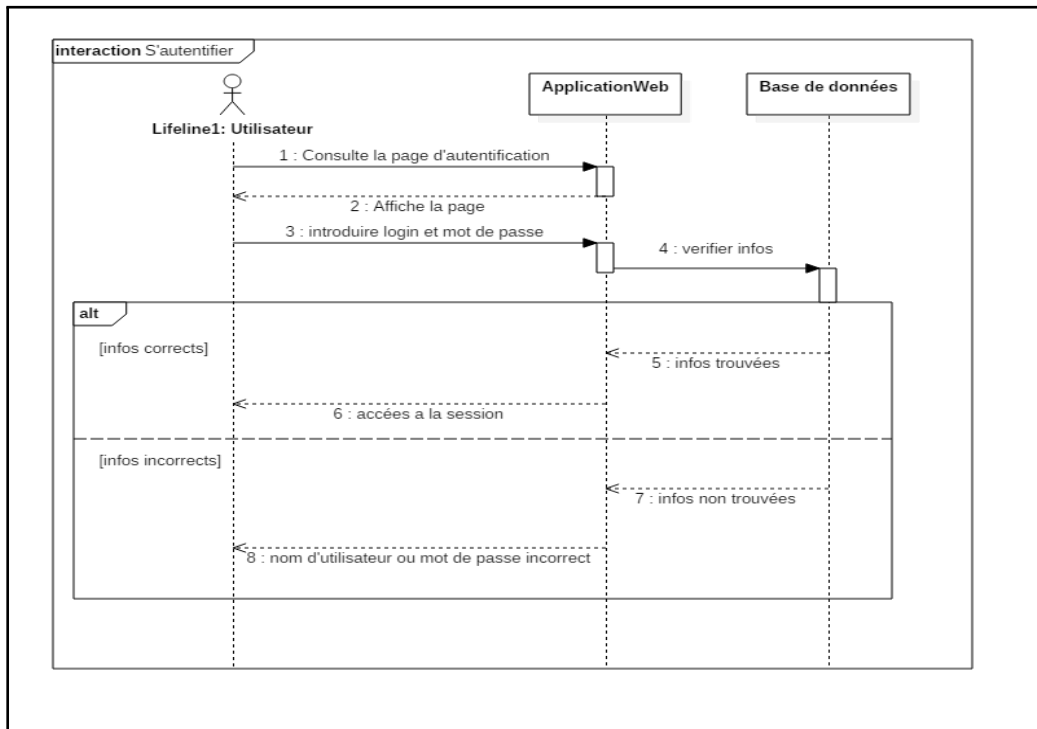 interaction S'autentifier
ApplicationWeb
Base de données
Lifeline1: Utilisateur
1 : Consulte la page d'autentification
2 : Affiche la page
3 : introduire login et mot de passe
4 : verifier infos
alt
[infos corrects]
5 : infos trouvées
6 : accées a la session
[infos incorrects]
7 : infos non trouvées
8 : nom d'utilisateur ou mot de passe incorrect